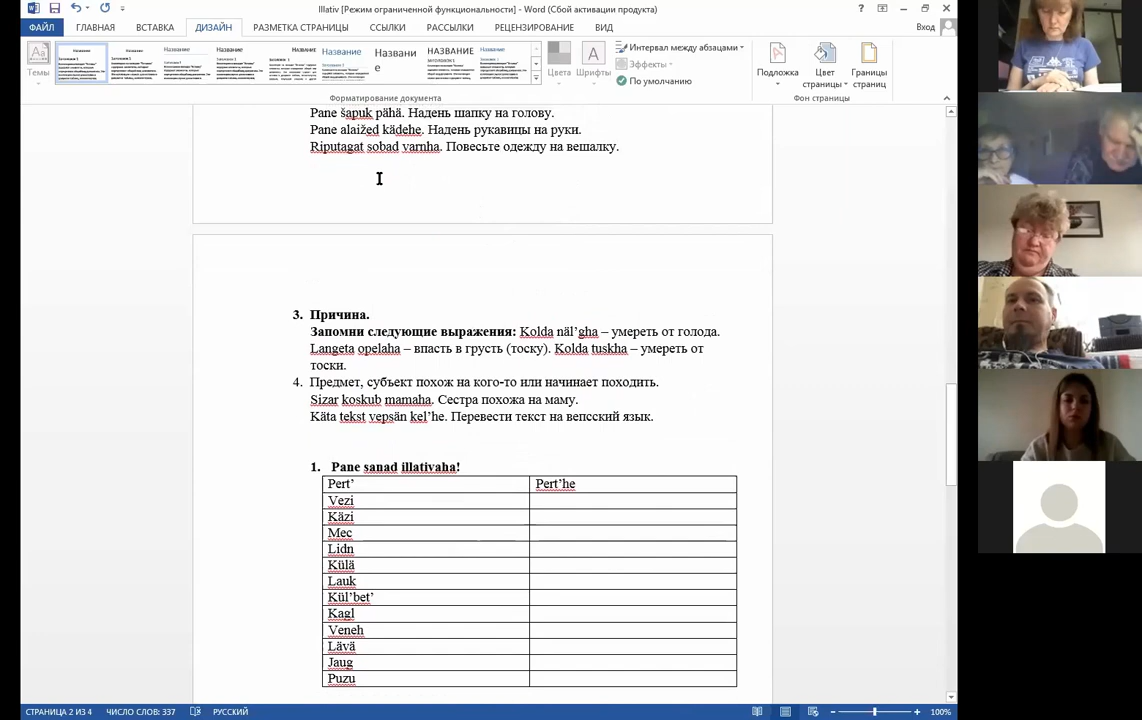 Illativ [Режим ограниченной функциональности] - Word (Сбой активации продукта)
ФАЙЛ ГЛАВНАЯ ВСТАВКА ДИЗАЙН РАЗМЕТКА СТРАНИЦЫ ССЫЛКИ РАССЫЛКИ РЕЦЕНЗИРОВАНИЕ ВИД Вход
Темы
Название
НАЗВАНИЕ
Цвета
Шрифты
Интервал между абзацами
Эффекты
По умолчанию
Подложка
Цвет страницы
Границы страниц
Форматирование документа
Фон страницы
Pane šapuk pähä. Надень шапку на голову.
Pane alaižed kädehe. Надень рукавицы на руки.
Riputagat sobad varnha. Повесьте одежду на вешалку.
3. Причина.
Запомни следующие выражения: Kolda näl’gha – умереть от голода.
Langeta opelaha – впасть в грусть (тоску). Kolda tuskha – умереть от
тоски.
4. Предмет, субъект похож на кого-то или начинает походить.
Sizar koskub mamaha. Сестра похожа на маму.
Käta tekst vepsän kel’he. Перевести текст на вепсский язык.
1. Pane sanad illativaha!
Pert’ Pert’he
Vezi
Käzi
Mec
Lidn
Külä
Lauk
Kül’bet’
Kagl
Veneh
Lävä
Jaug
Puzu
СТРАНИЦА 2 ИЗ 4 ЧИСЛО СЛОВ: 337 РУССКИЙ 100%